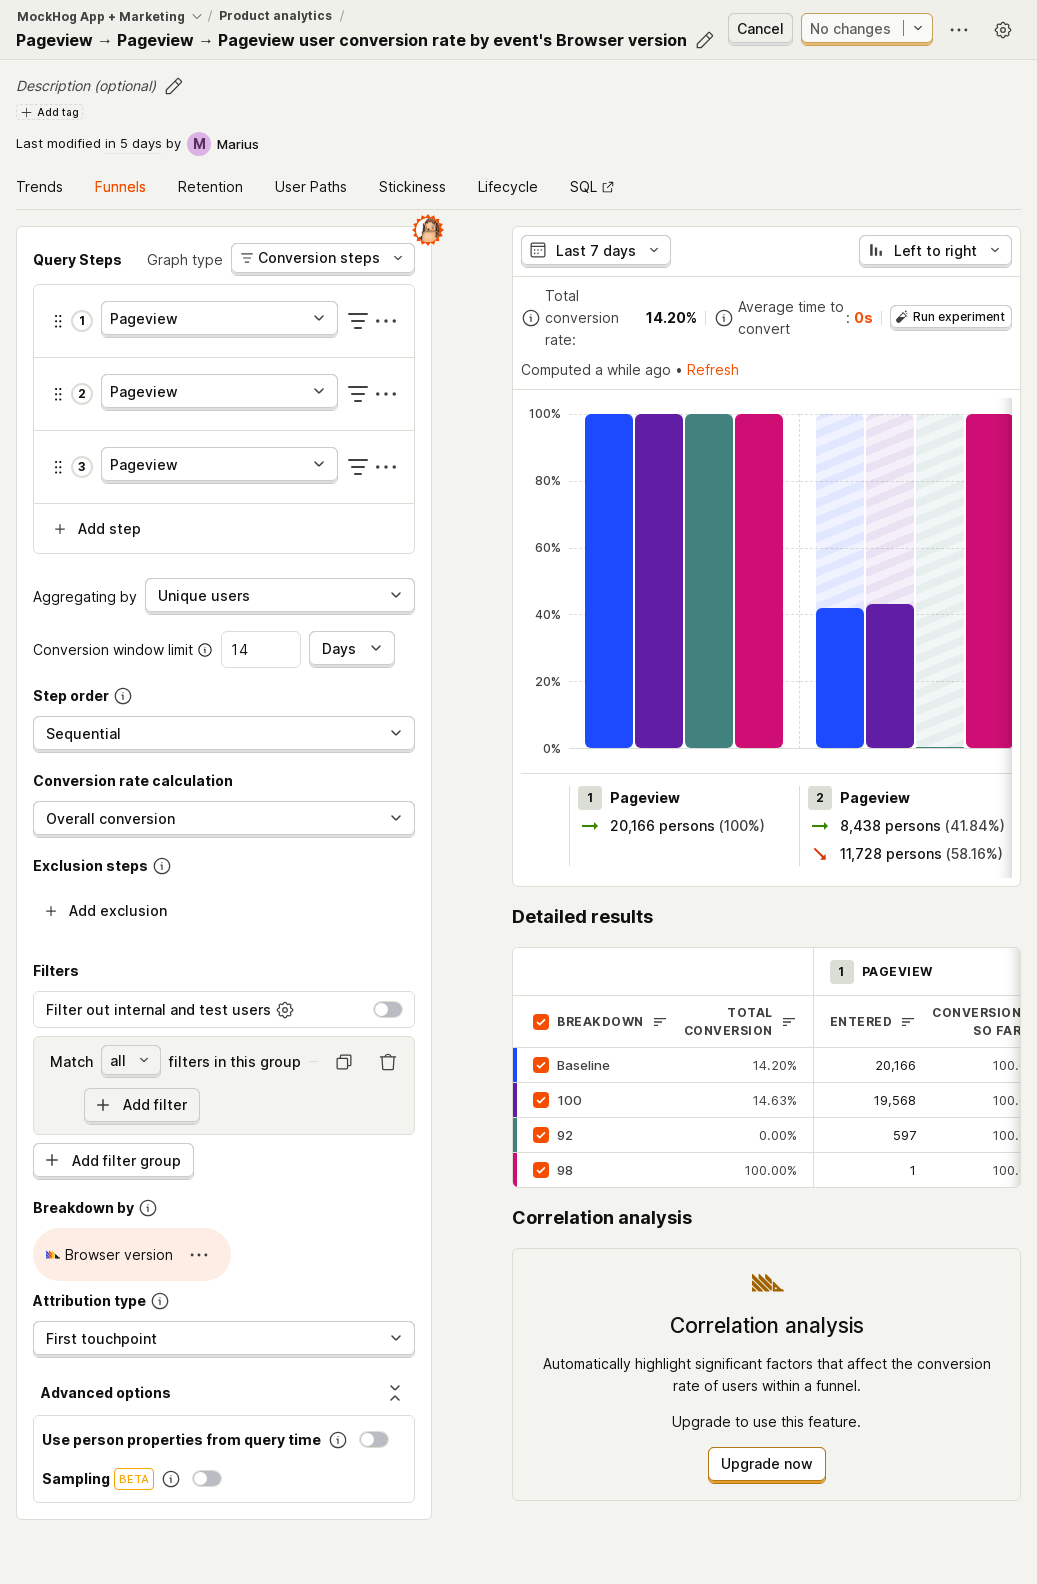 MockHog App + Marketing / Product analytics /
Pageview → Pageview → Pageview user conversion rate by event's Browser version
Cancel
No changes
Description (optional)
Add tag
Last modified in 5 days by M Marius
Trends Funnels Retention User Paths Stickiness Lifecycle SQL
Query Steps Graph type Conversion steps
1 Pageview
2 Pageview
3 Pageview
Add step
Aggregating by Unique users
Conversion window limit 14 Days
Step order
Sequential
Conversion rate calculation
Overall conversion
Exclusion steps
Add exclusion
Filters
Filter out internal and test users
Match all filters in this group
Add filter
Add filter group
Breakdown by
Browser version
Attribution type
First touchpoint
Advanced options
Use person properties from query time
Sampling BETA
Last 7 days
Left to right
Total conversion rate: 14.20%
Average time to convert : 0s
Run experiment
Computed a while ago • Refresh
100%
80%
60%
40%
20%
0%
1 Pageview
20,166 persons (100%)
2 Pageview
8,438 persons (41.84%)
11,728 persons (58.16%)
Detailed results
1 PAGEVIEW
BREAKDOWN TOTAL CONVERSION ENTERED CONVERSION SO FAR
Baseline 14.20% 20,166 100.
100 14.63% 19,568 100.
92 0.00% 597 100.
98 100.00% 1 100.
Correlation analysis
Correlation analysis
Automatically highlight significant factors that affect the conversion
rate of users within a funnel.
Upgrade to use this feature.
Upgrade now